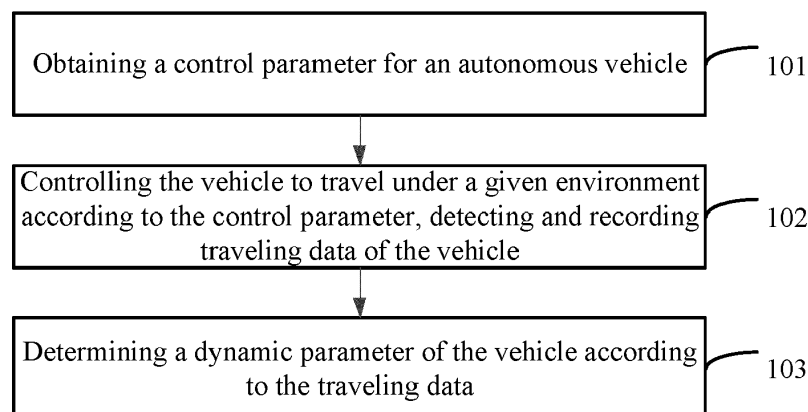 Obtaining a control parameter for an autonomous vehicle
101
Controlling the vehicle to travel under a given environment
according to the control parameter, detecting and recording
traveling data of the vehicle
102
Determining a dynamic parameter of the vehicle according
to the traveling data
103